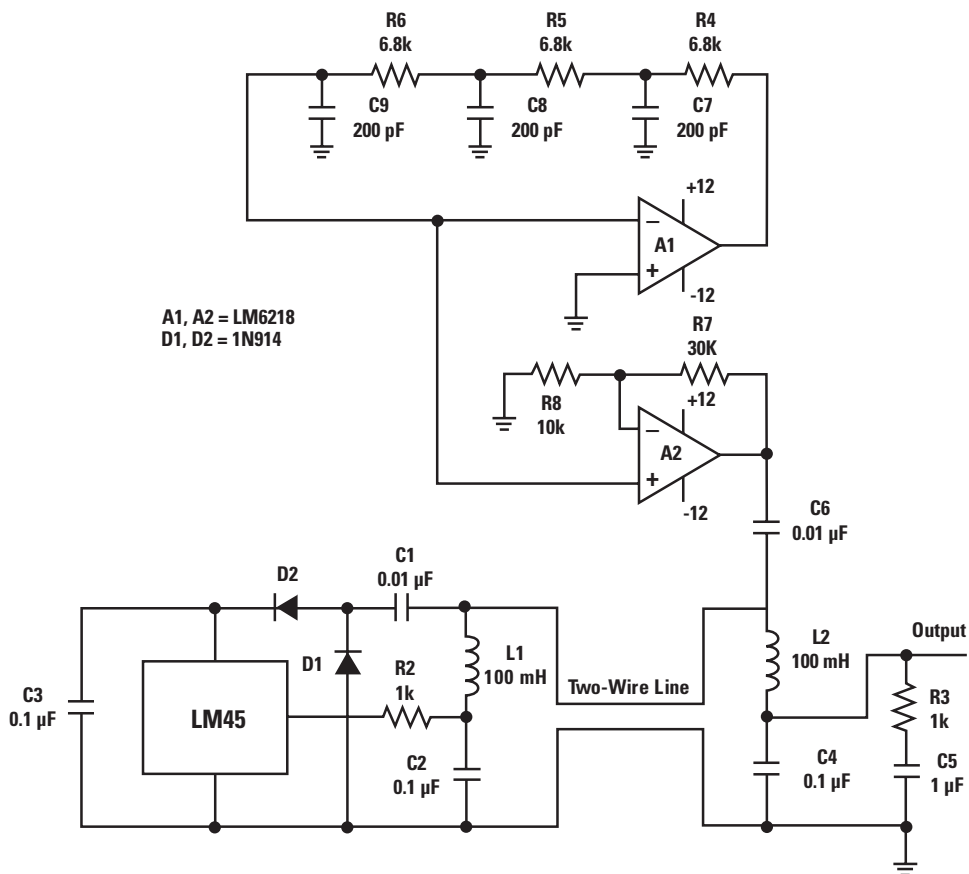 R6
6.8k
R5
6.8k
R4
6.8k
C9
200 pF
C8
200 pF
C7
200 pF
+12
−
A1
+
-12
A1, A2 = LM6218
D1, D2 = 1N914
R7
30K
R8
10k
+12
−
A2
+
-12
C6
0.01 µF
D2
C1
0.01 µF
D1
R2
1k
L1
100 mH
Two-Wire Line
L2
100 mH
Output
C3
0.1 µF
LM45
R3
1k
C2
0.1 µF
C4
0.1 µF
C5
1 µF